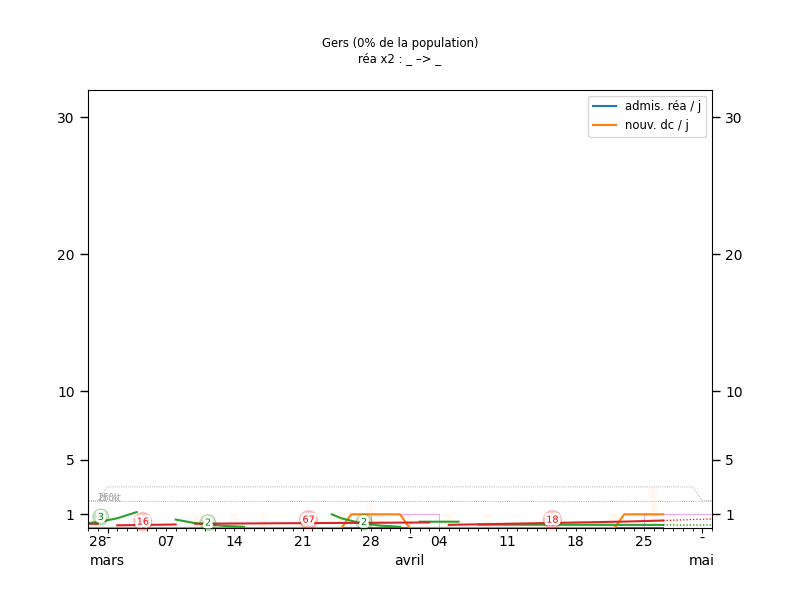 Gers (0% de la population)
réa x2 : _ –> _
admis. réa / j
nouv. dc / j
30 30
20 20
10 10
5 5
1 1
3 16 2 67 2 18
28 - 07 14 21 28 - 04 11 18 25 -
mars avril mai